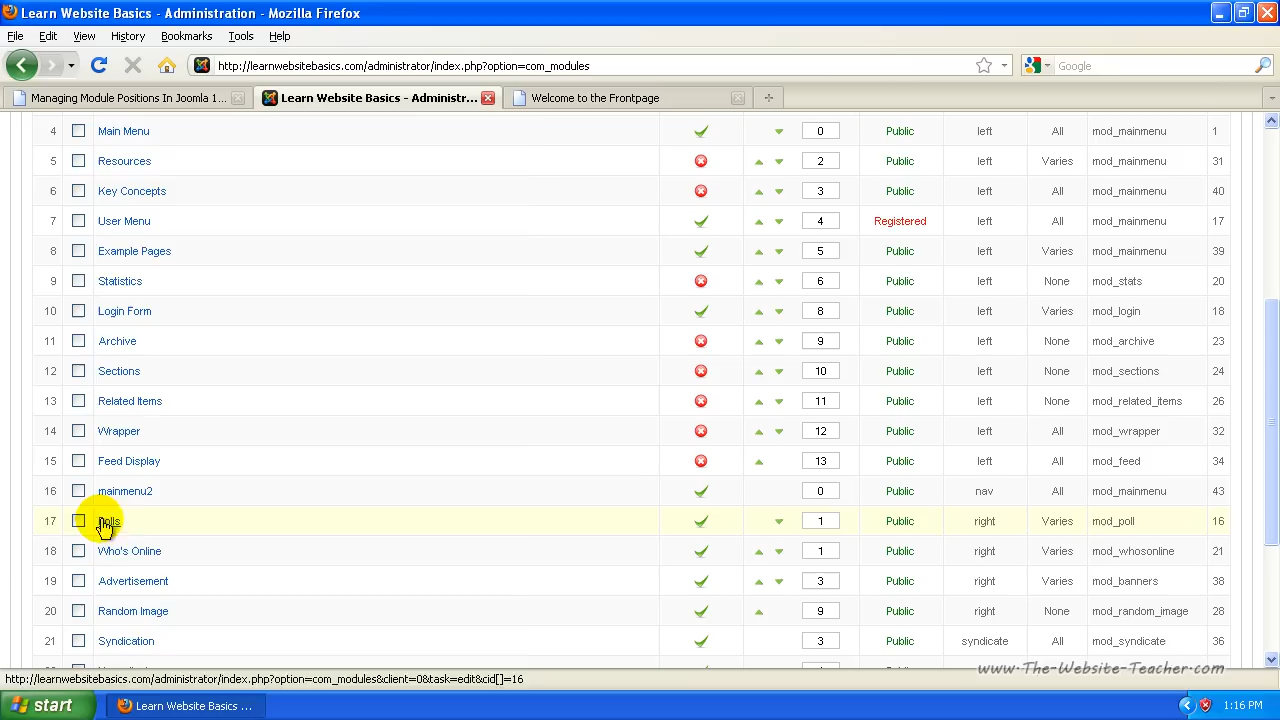 Learn Website Basics - Administration - Mozilla Firefox
File Edit View History Bookmarks Tools Help
http://learnwebsitebasics.com/administrator/index.php?option=com_modules Google
Managing Module Positions In Joomla 1... Learn Website Basics - Administr... Welcome to the Frontpage
4 Main Menu 0 Public left All mod_mainmenu 1
5 Resources 2 Public left Varies mod_mainmenu 31
6 Key Concepts 3 Public left All mod_mainmenu 40
7 User Menu 4 Registered left All mod_mainmenu 17
8 Example Pages 5 Public left Varies mod_mainmenu 39
9 Statistics 6 Public left None mod_stats 20
10 Login Form 8 Public left Varies mod_login 18
11 Archive 9 Public left None mod_archive 23
12 Sections 10 Public left None mod_sections 24
13 Related Items 11 Public left None mod_related_items 26
14 Wrapper 12 Public left None mod_wrapper 32
15 Feed Display 13 Public left None mod_feed 34
16 mainmenu2 0 Public nav All mod_mainmenu 43
17 Polls 1 Public right Varies mod_poll 16
18 Who's Online 1 Public right Varies mod_whosonline 21
19 Advertisement 3 Public right Varies mod_banners 38
20 Random Image 9 Public right None mod_random_image 28
21 Syndication 3 Public syndicate All mod_syndicate 36
www.The-Website-Teacher.com
http://learnwebsitebasics.com/administrator/index.php?option=com_modules&client=0&task=edit&cid[]=16
start Learn Website Basics ... 1:16 PM